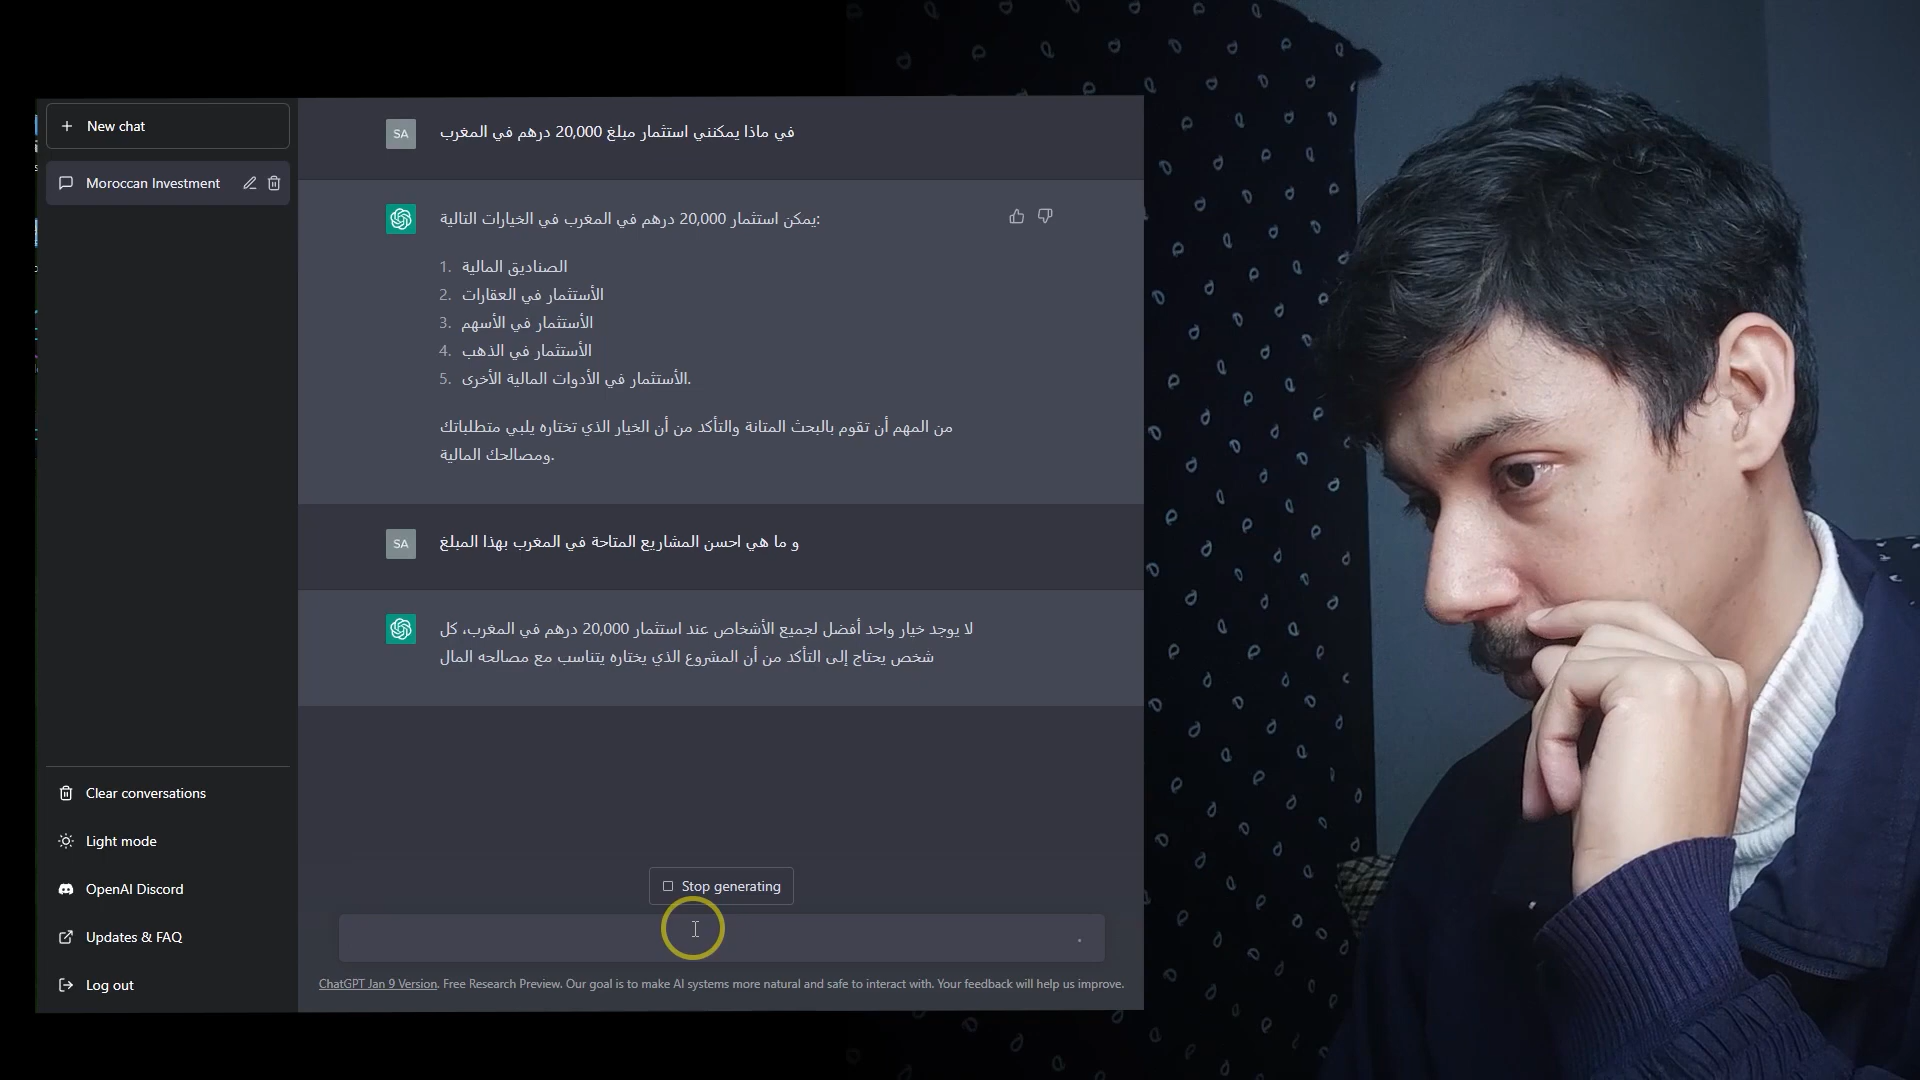 New chat
Moroccan Investment
SA
في ماذا يمكنني استثمار مبلغ 20,000 درهم في المغرب
يمكن استثمار 20,000 درهم في المغرب في الخيارات التالية:
1. الصناديق المالية
2. الأستثمار في العقارات
3. الأستثمار في الأسهم
4. الأستثمار في الذهب
5. الأستثمار في الأدوات المالية الأخرى.
من المهم أن تقوم بالبحث المتانة والتأكد من أن الخيار الذي تختاره يلبي متطلباتك
ومصالحك المالية.
SA
و ما هي احسن المشاريع المتاحة في المغرب بهذا المبلغ
لا يوجد خيار واحد أفضل لجميع الأشخاص عند استثمار 20,000 درهم في المغرب، كل
شخص يحتاج إلى التأكد من أن المشروع الذي يختاره يتناسب مع مصالحه المال
Clear conversations
Light mode
OpenAI Discord
Updates & FAQ
Log out
Stop generating
ChatGPT Jan 9 Version. Free Research Preview. Our goal is to make AI systems more natural and safe to interact with. Your feedback will help us improve.